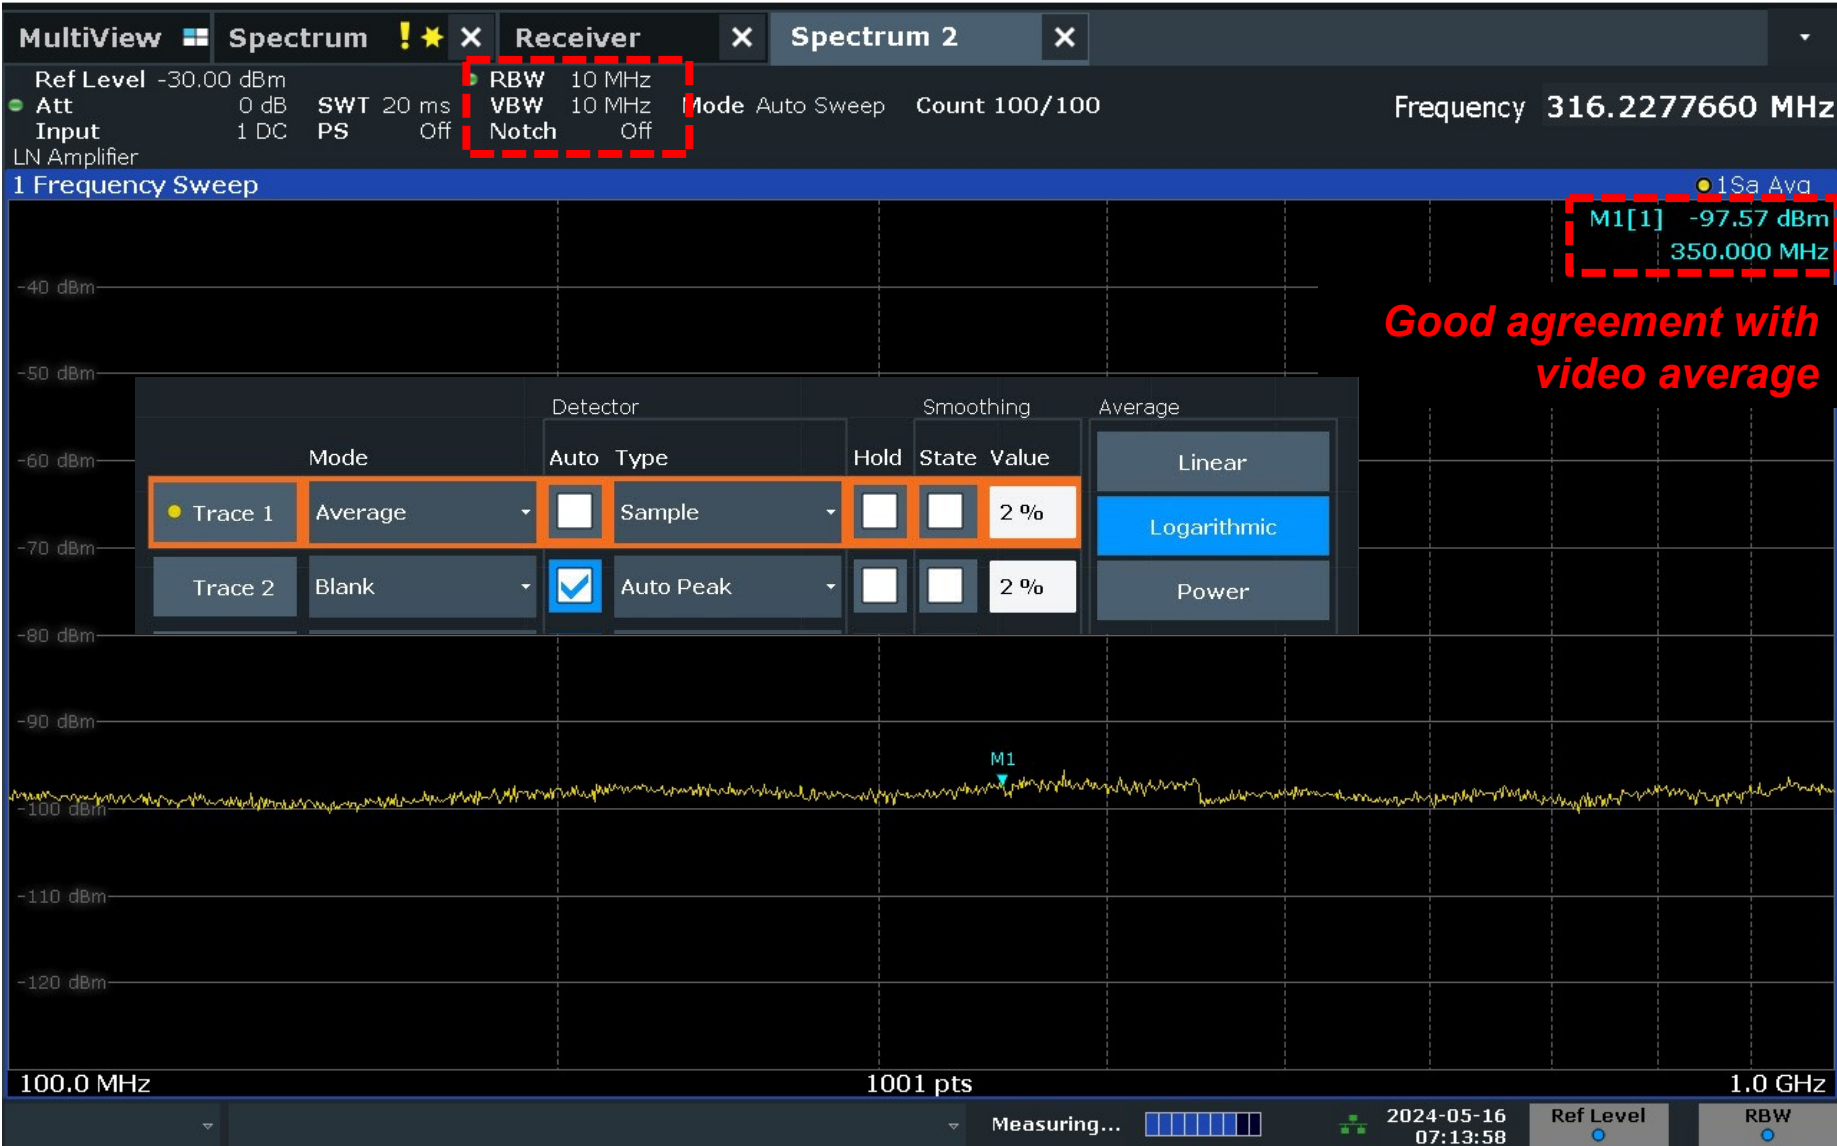 MultiView Spectrum ! Receiver Spectrum 2
Ref Level -30.00 dBm RBW 10 MHz
Att 0 dB SWT 20 ms VBW 10 MHz Mode Auto Sweep Count 100/100 Frequency 316.2277660 MHz
Input 1 DC PS Off Notch Off
LN Amplifier
1 Frequency Sweep 1Sa Avg
M1[1] -97.57 dBm
350.000 MHz
-40 dBm
Good agreement with
video average
-50 dBm
Detector Smoothing Average
Mode Auto Type Hold State Value Linear
-60 dBm
Trace 1 Average Sample 2 % Logarithmic
-70 dBm
Trace 2 Blank Auto Peak 2 % Power
-80 dBm
-90 dBm
M1
-100 dBm
-110 dBm
-120 dBm
100.0 MHz 1001 pts 1.0 GHz
Measuring... 2024-05-16 Ref Level RBW
07:13:58